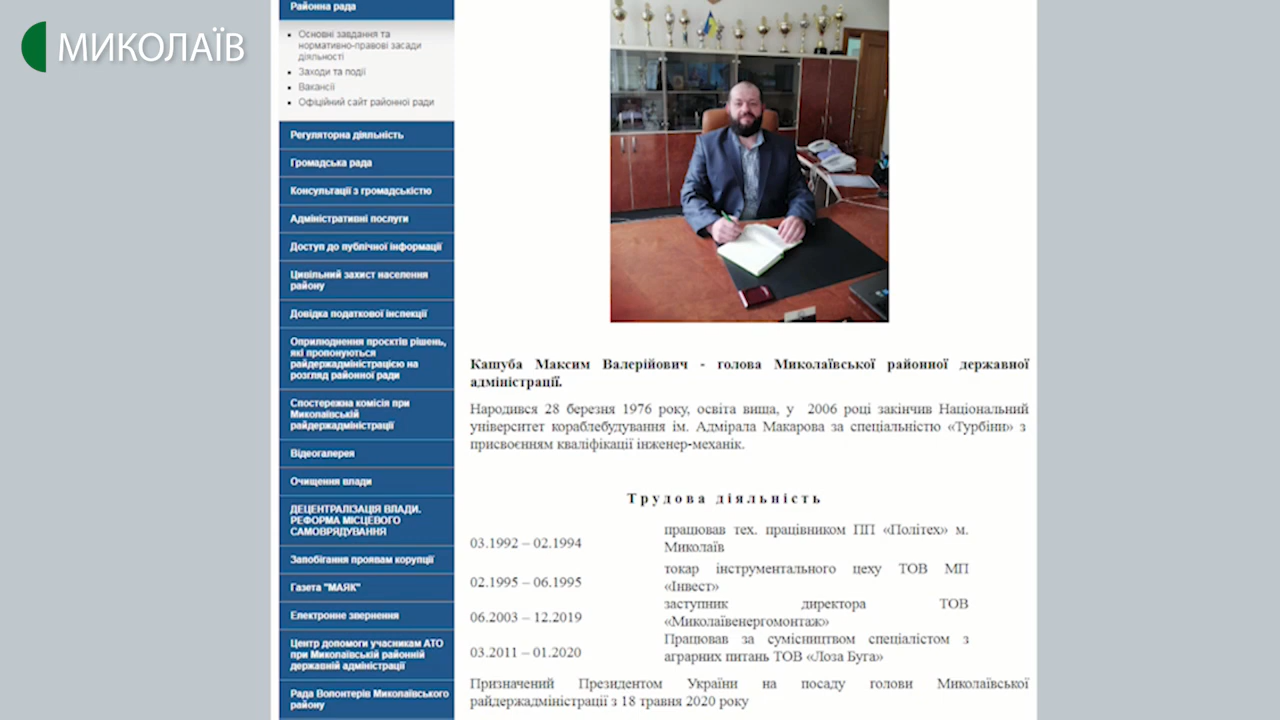 МИКОЛАЇВ
Районна рада
Основні завдання та
нормативно-правові засади
діяльності
Заходи та події
Вакансії
Офіційний сайт районної ради
Регуляторна діяльність
Громадська рада
Консультації з громадськістю
Адміністративні послуги
Доступ до публічної інформації
Цивільний захист населення
району
Довідка податкової інспекції
Оприлюднення проєктів рішень,
які пропонуються
райдержадміністрацією на
розгляд районної ради
Спостережна комісія при
Миколаївській
райдержадміністрації
Відеогалерея
Очищення влади
ДЕЦЕНТРАЛІЗАЦІЯ ВЛАДИ.
РЕФОРМА МІСЦЕВОГО
САМОВРЯДУВАННЯ
Запобігання проявам корупції
Газета "МАЯК"
Електронне звернення
Центр допомоги учасникам АТО
при Миколаївській районній
державній адміністрації
Рада Волонтерів Миколаївського
району
Кашуба Максим Валерійович - голова Миколаївської районної державної
адміністрації.
Народився 28 березня 1976 року, освіта вища, у 2006 році закінчив Національний
університет кораблебудування ім. Адмірала Макарова за спеціальністю «Турбіни» з
присвоєнням кваліфікації інженер-механік.
Трудова діяльність
03.1992 – 02.1994 працював тех. працівником ПП «Політех» м.
Миколаїв
02.1995 – 06.1995 токар інструментального цеху ТОВ МП
«Інвест»
06.2003 – 12.2019 заступник директора ТОВ
«Миколаївенергомонтаж»
03.2011 – 01.2020 Працював за сумісництвом спеціалістом з
аграрних питань ТОВ «Лоза Буга»
Призначений Президентом України на посаду голови Миколаївської
райдержадміністрації з 18 травня 2020 року